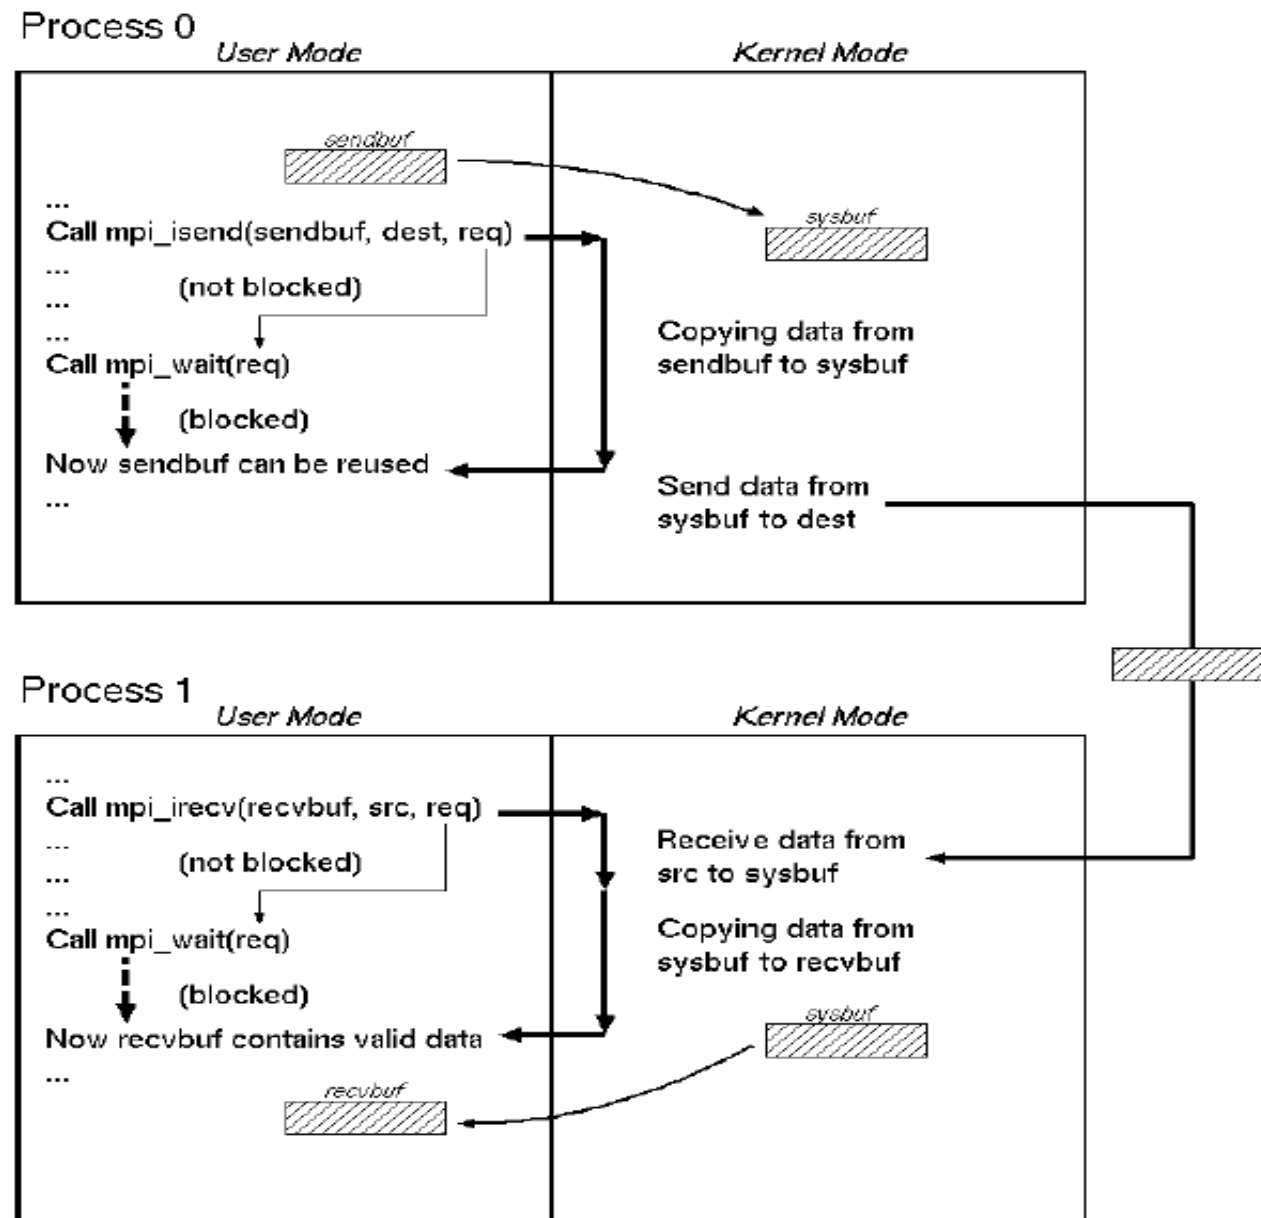 Process 0
User Mode
Kernel Mode
sendbuf
sysbuf
...
Call mpi_isend(sendbuf, dest, req)
...
(not blocked)
...
...
Call mpi_wait(req)
(blocked)
Now sendbuf can be reused
...
Copying data from
sendbuf to sysbuf
Send data from
sysbuf to dest
Process 1
User Mode
Kernel Mode
...
Call mpi_irecv(recvbuf, src, req)
...
(not blocked)
...
...
Call mpi_wait(req)
(blocked)
Now recvbuf contains valid data
...
recvbuf
Receive data from
src to sysbuf
Copying data from
sysbuf to recvbuf
sysbuf